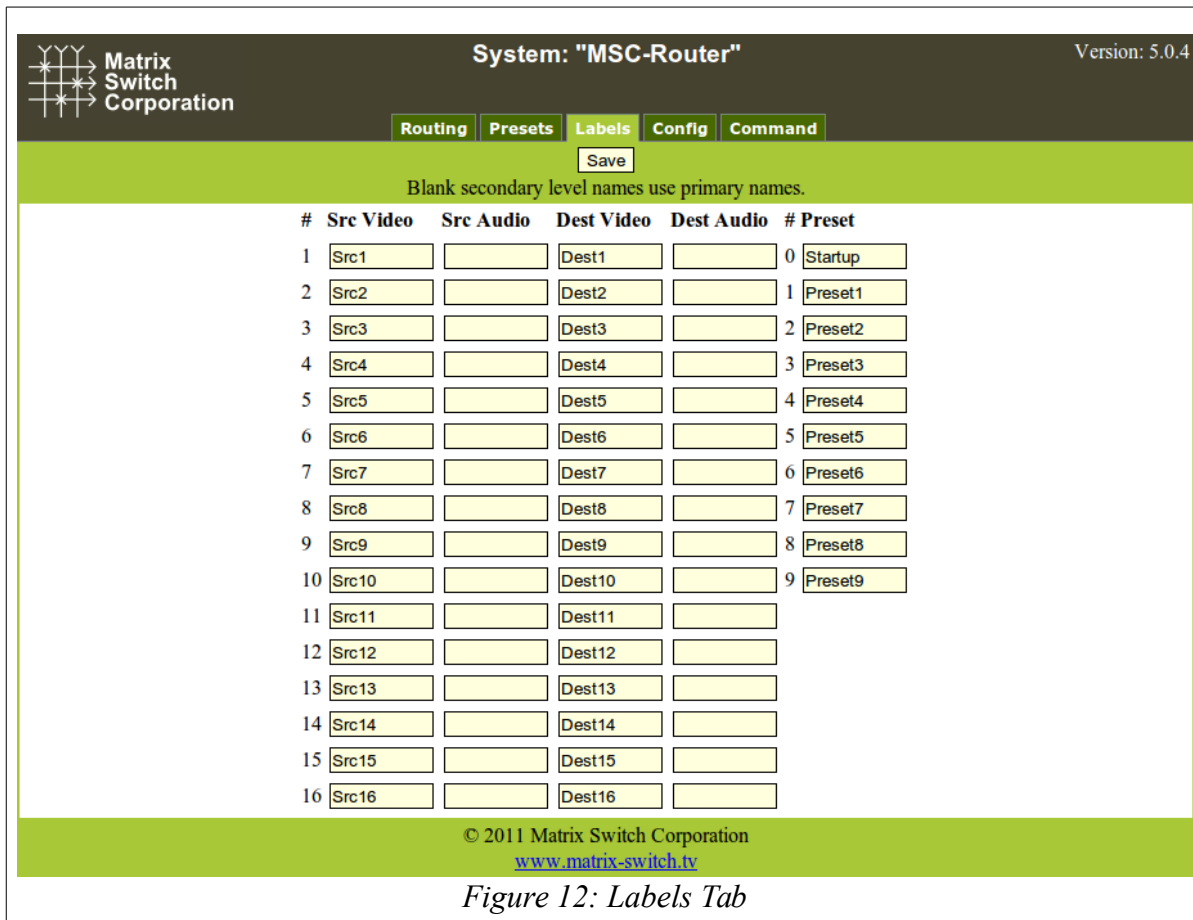 Matrix
Switch
Corporation
System: "MSC-Router"
Version: 5.0.4
Routing Presets Labels Config Command
Save
Blank secondary level names use primary names.
# Src Video Src Audio Dest Video Dest Audio # Preset
1 Src1 Dest1 0 Startup
2 Src2 Dest2 1 Preset1
3 Src3 Dest3 2 Preset2
4 Src4 Dest4 3 Preset3
5 Src5 Dest5 4 Preset4
6 Src6 Dest6 5 Preset5
7 Src7 Dest7 6 Preset6
8 Src8 Dest8 7 Preset7
9 Src9 Dest9 8 Preset8
10 Src10 Dest10 9 Preset9
11 Src11 Dest11
12 Src12 Dest12
13 Src13 Dest13
14 Src14 Dest14
15 Src15 Dest15
16 Src16 Dest16
© 2011 Matrix Switch Corporation
www.matrix-switch.tv
Figure 12: Labels Tab